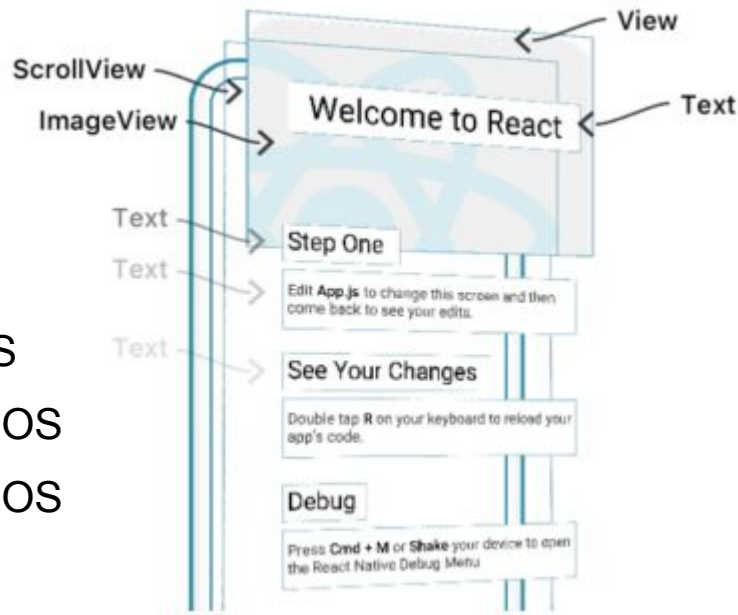 View
ScrollView
ImageView
Text
Welcome to React
Text
Step One
Text
Edit App.js to change this screen and then
come back to see your edits.
Text
See Your Changes
Double tap R on your keyboard to reload your
app's code.
Debug
Press Cmd + M or Shake your device to open
the React Native Debug Menu
S
OS
OS